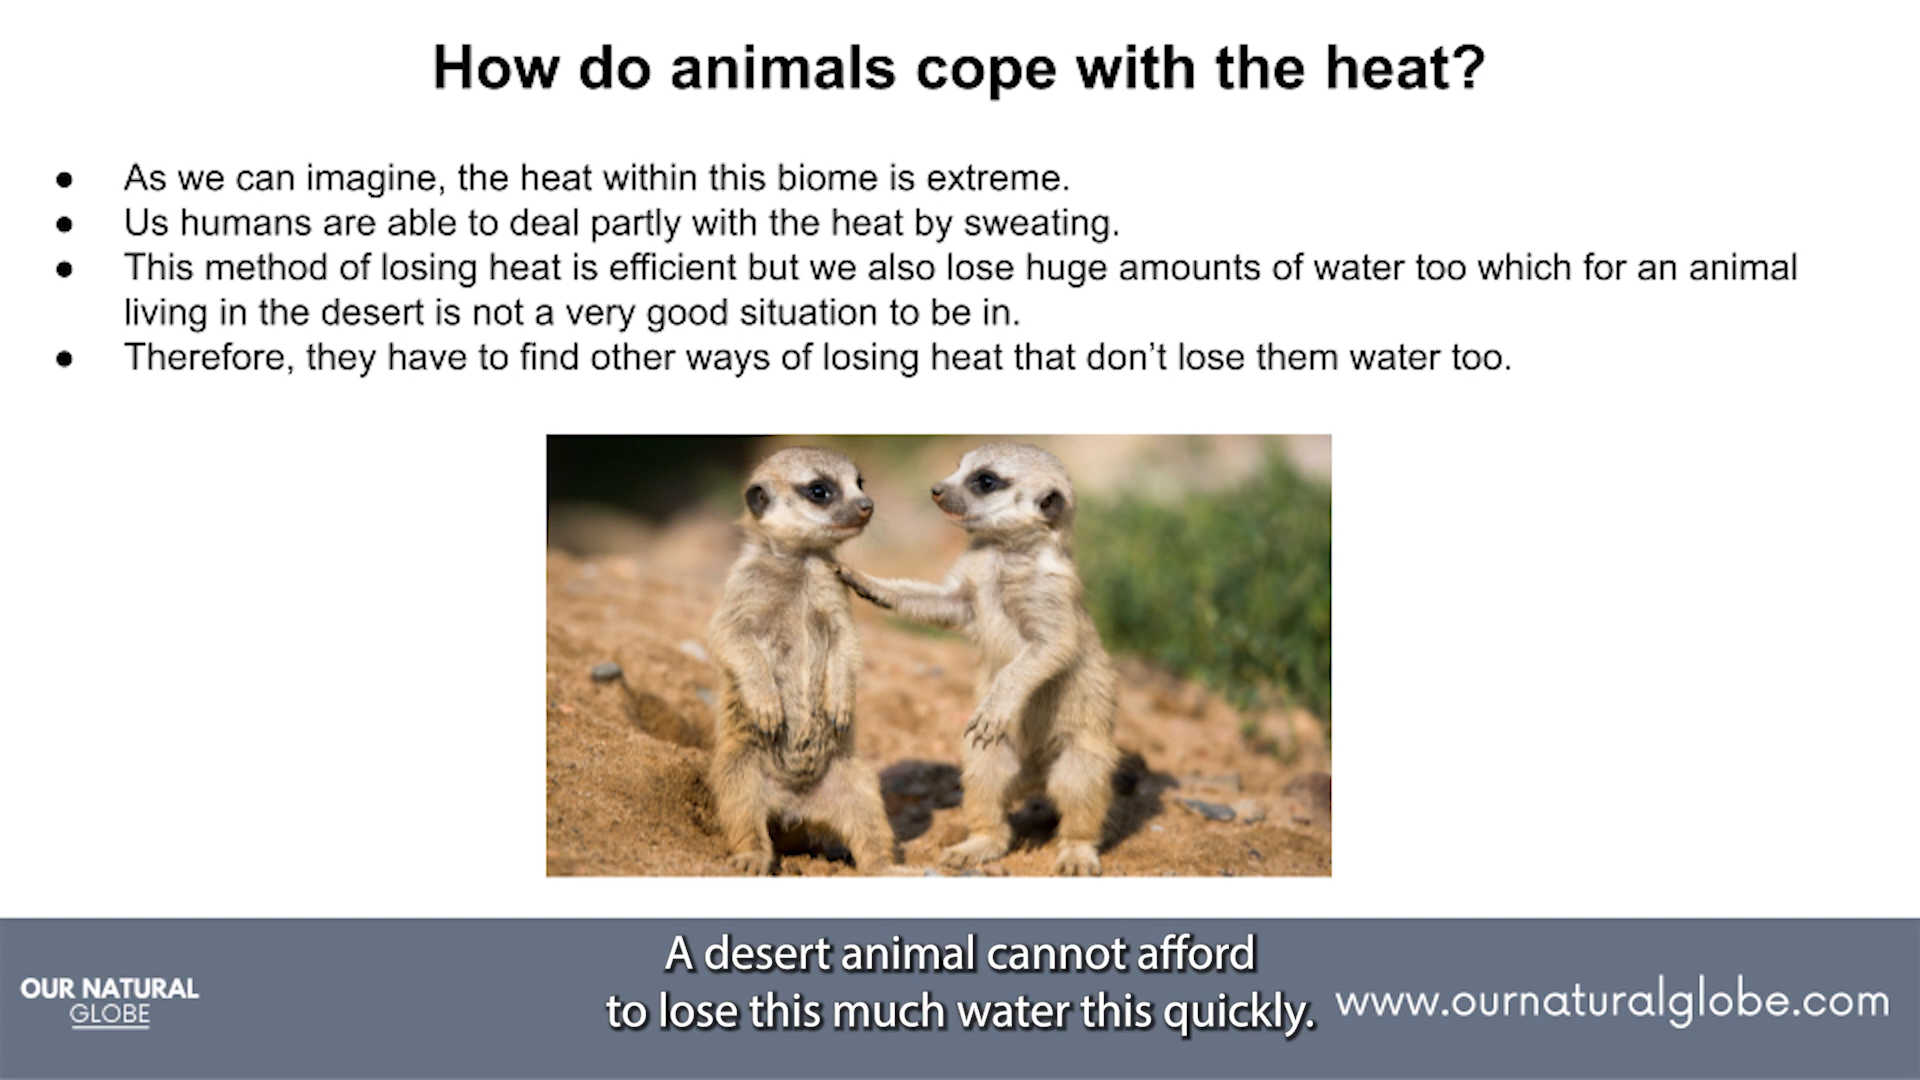 How do animals cope with the heat?
● As we can imagine, the heat within this biome is extreme.
● Us humans are able to deal partly with the heat by sweating.
● This method of losing heat is efficient but we also lose huge amounts of water too which for an animal
living in the desert is not a very good situation to be in.
● Therefore, they have to find other ways of losing heat that don’t lose them water too.
A desert animal cannot afford
to lose this much water this quickly.
OUR NATURAL
GLOBE
www.ournaturalglobe.com